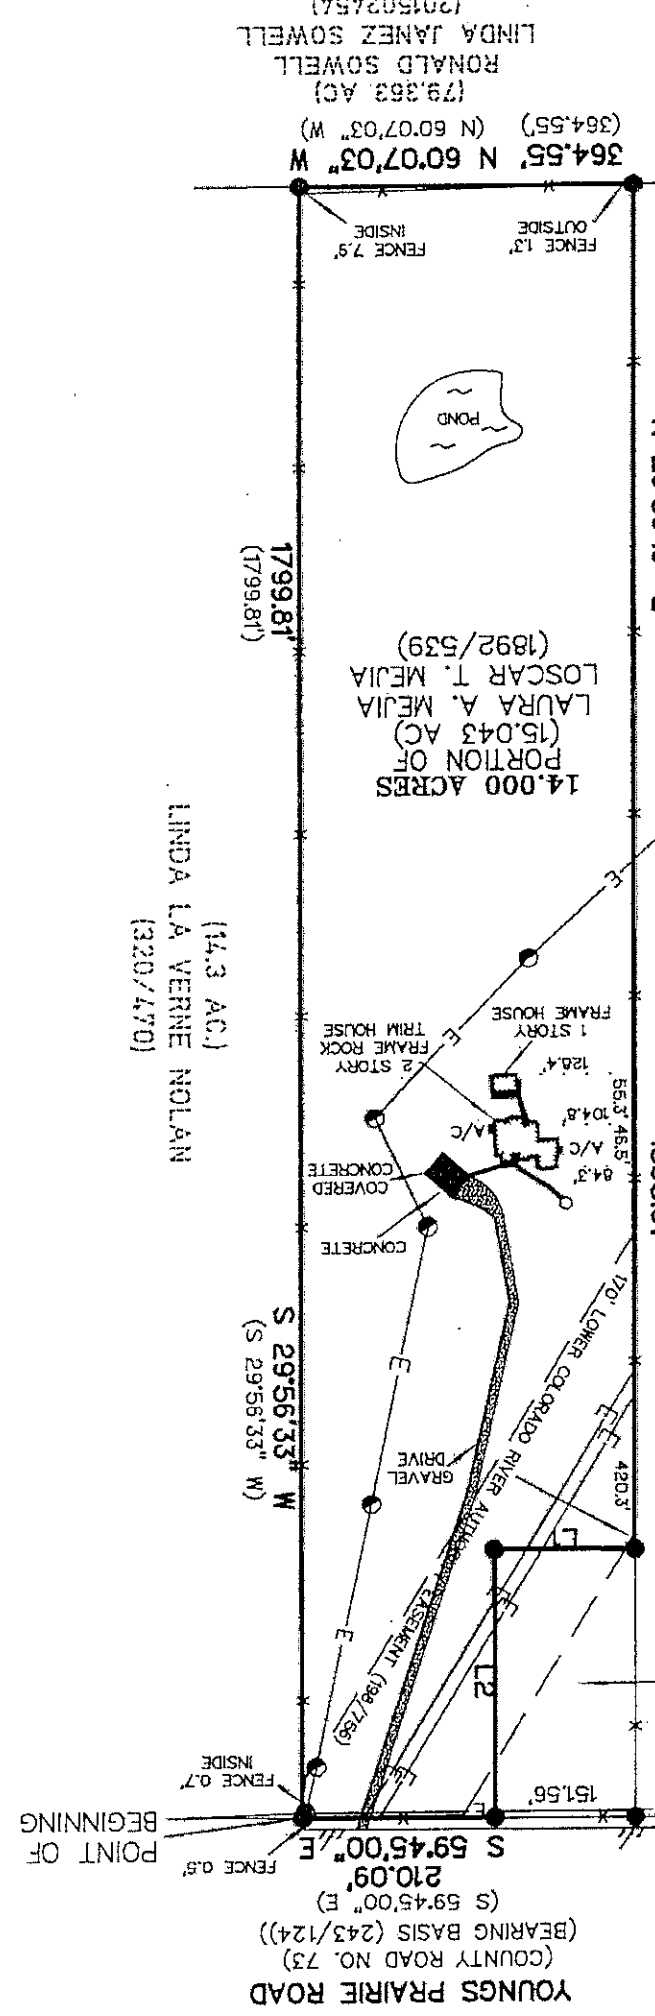 YOUNGS PRAIRIE ROAD
(COUNTY ROAD NO. 73)
(BEARING BASIS (243/124))
(S 59°45'00" E)
210.09'
S 59°45'00" E
FENCE 0.5'
POINT OF
BEGINNING
FENCE 0.7'
INSIDE
151.56'
L2
L1
420.3'
170' LOWER COLORADO RIVER
EASEMENT (198/756)
GRAVEL
DRIVE
E
E
E
E
E
S 29°56'33" W
(S 29°56'33" W)
CONCRETE
COVERED
CONCRETE
A/C
A/C
84.3'
46.5'
104.8'
55.3'
128.4'
2 STORY
FRAME ROCK
TRIM HOUSE
1 STORY
FRAME HOUSE
(14.3 AC.)
LINDA LA VERNE NOLAN
(320/470)
14.000 ACRES
PORTION OF
(15.043 AC)
LAURA A. MEJIA
LOSCAR T. MEJIA
(1892/539)
1799.81'
(1799.81')
POND
FENCE 1.3'
OUTSIDE
FENCE 7.9'
INSIDE
364.55' N 60°07'03" W
(364.55') (N 60°07'03" W)
(79.363 AC)
RONALD SOWELL
LINDA JANEZ SOWELL
(201502454)